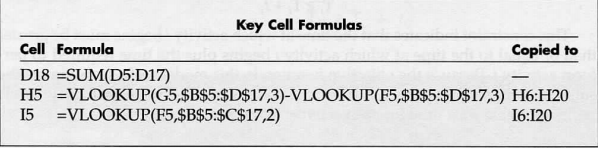 Key Cell Formulas
Cell Formula Copied to
D18 =SUM(D5:D17) —
H5 =VLOOKUP(G5,$B$5:$D$17,3)-VLOOKUP(F5,$B$5:$D$17,3) H6:H20
I5 =VLOOKUP(F5,$B$5:$C$17,2) I6:I20